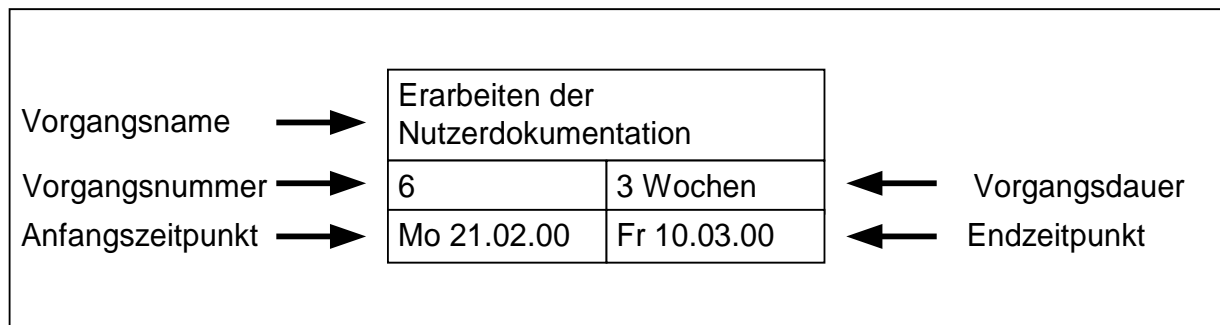 Erarbeiten der
Nutzerdokumentation
Vorgangsname
Vorgangsnummer
6
3 Wochen
Vorgangsdauer
Anfangszeitpunkt
Mo 21.02.00
Fr 10.03.00
Endzeitpunkt